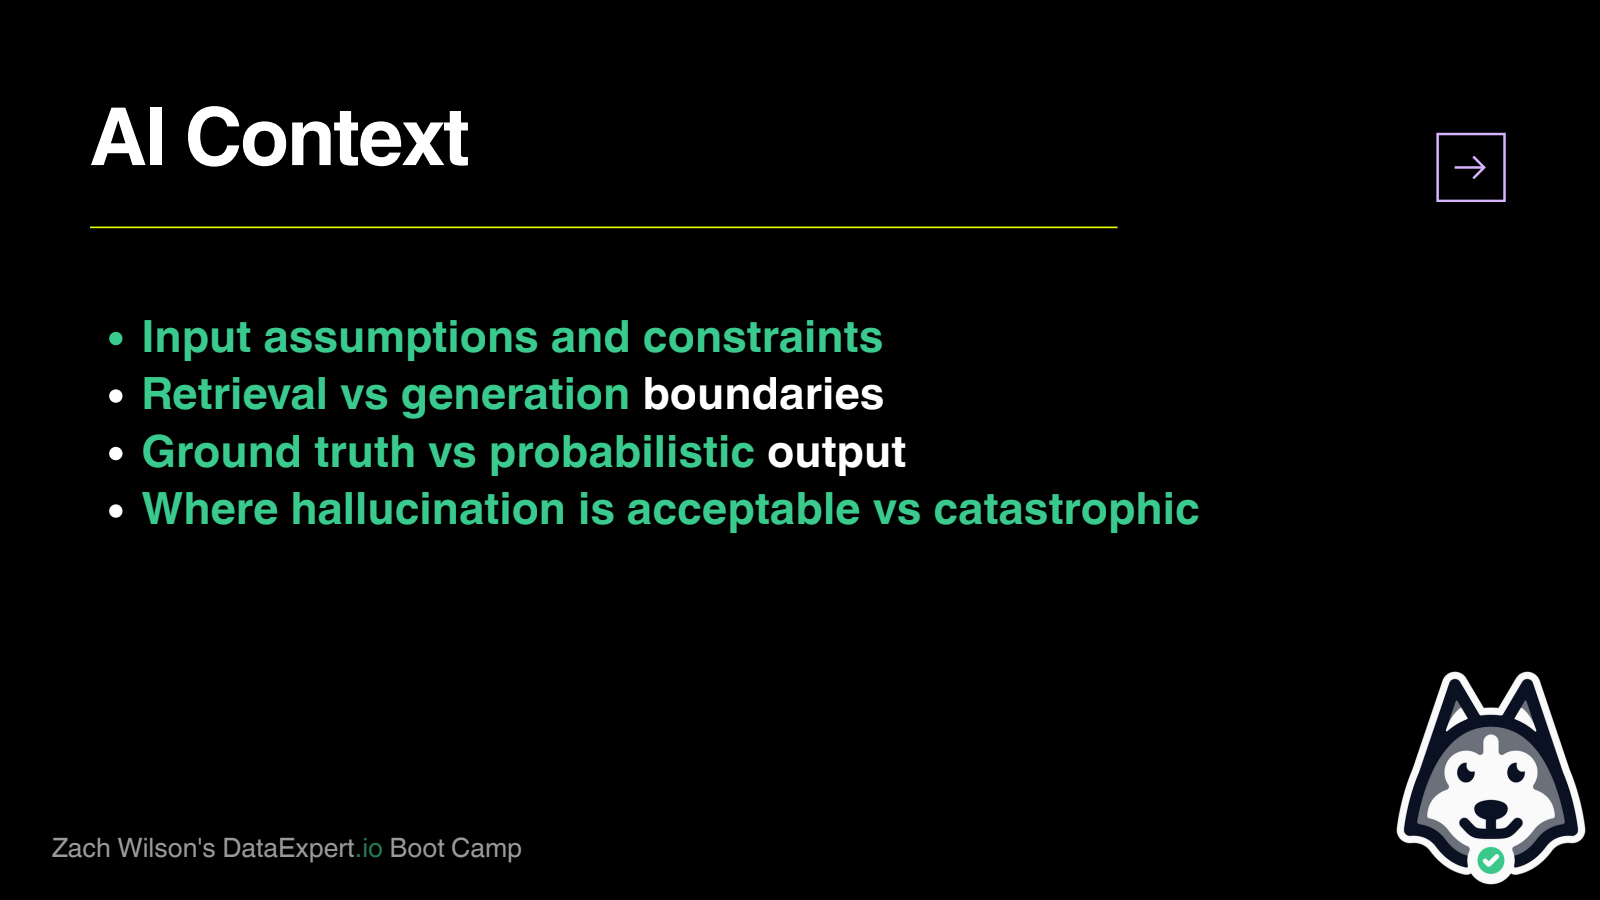 AI Context
Input assumptions and constraints
Retrieval vs generation boundaries
Ground truth vs probabilistic output
Where hallucination is acceptable vs catastrophic
Zach Wilson's DataExpert.io Boot Camp